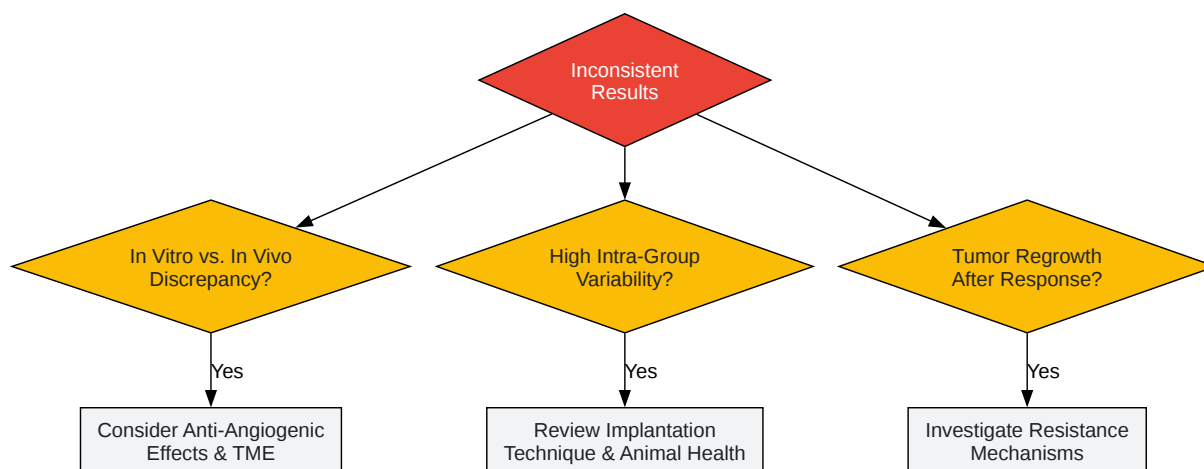 Inconsistent
Results
In Vitro vs. In Vivo
Discrepancy?
High Intra-Group
Variability?
Tumor Regrowth
After Response?
Yes
Yes
Yes
Consider Anti-Angiogenic
Effects & TME
Review Implantation
Technique & Animal Health
Investigate Resistance
Mechanisms